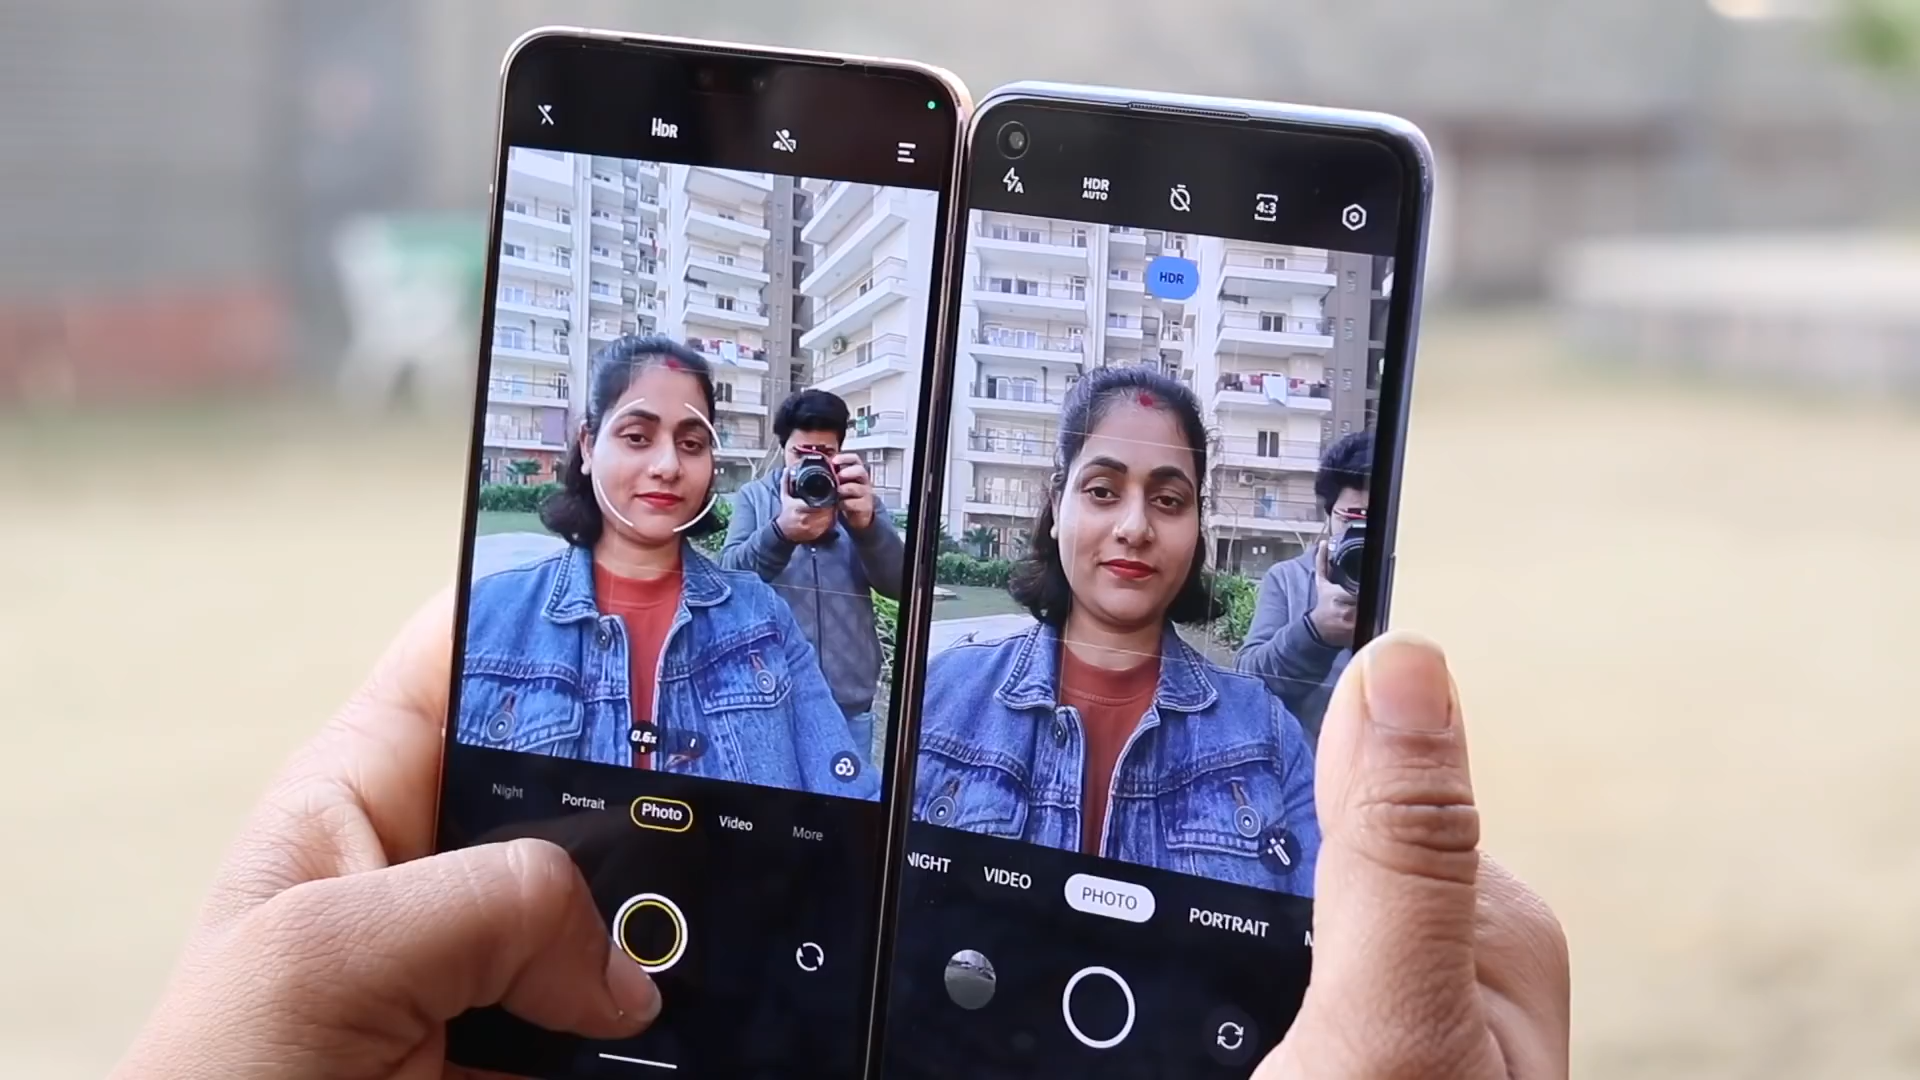 HDR
HDR
AUTO
4:3
HDR
0.6x
Night
Portrait
Photo
Video
More
NIGHT
VIDEO
PHOTO
PORTRAIT